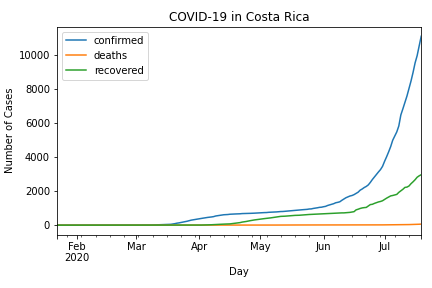 COVID-19 in Costa Rica
confirmed
deaths
recovered
Number of Cases
10000
8000
6000
4000
2000
0
Feb
2020
Mar
Apr
May
Jun
Jul
Day